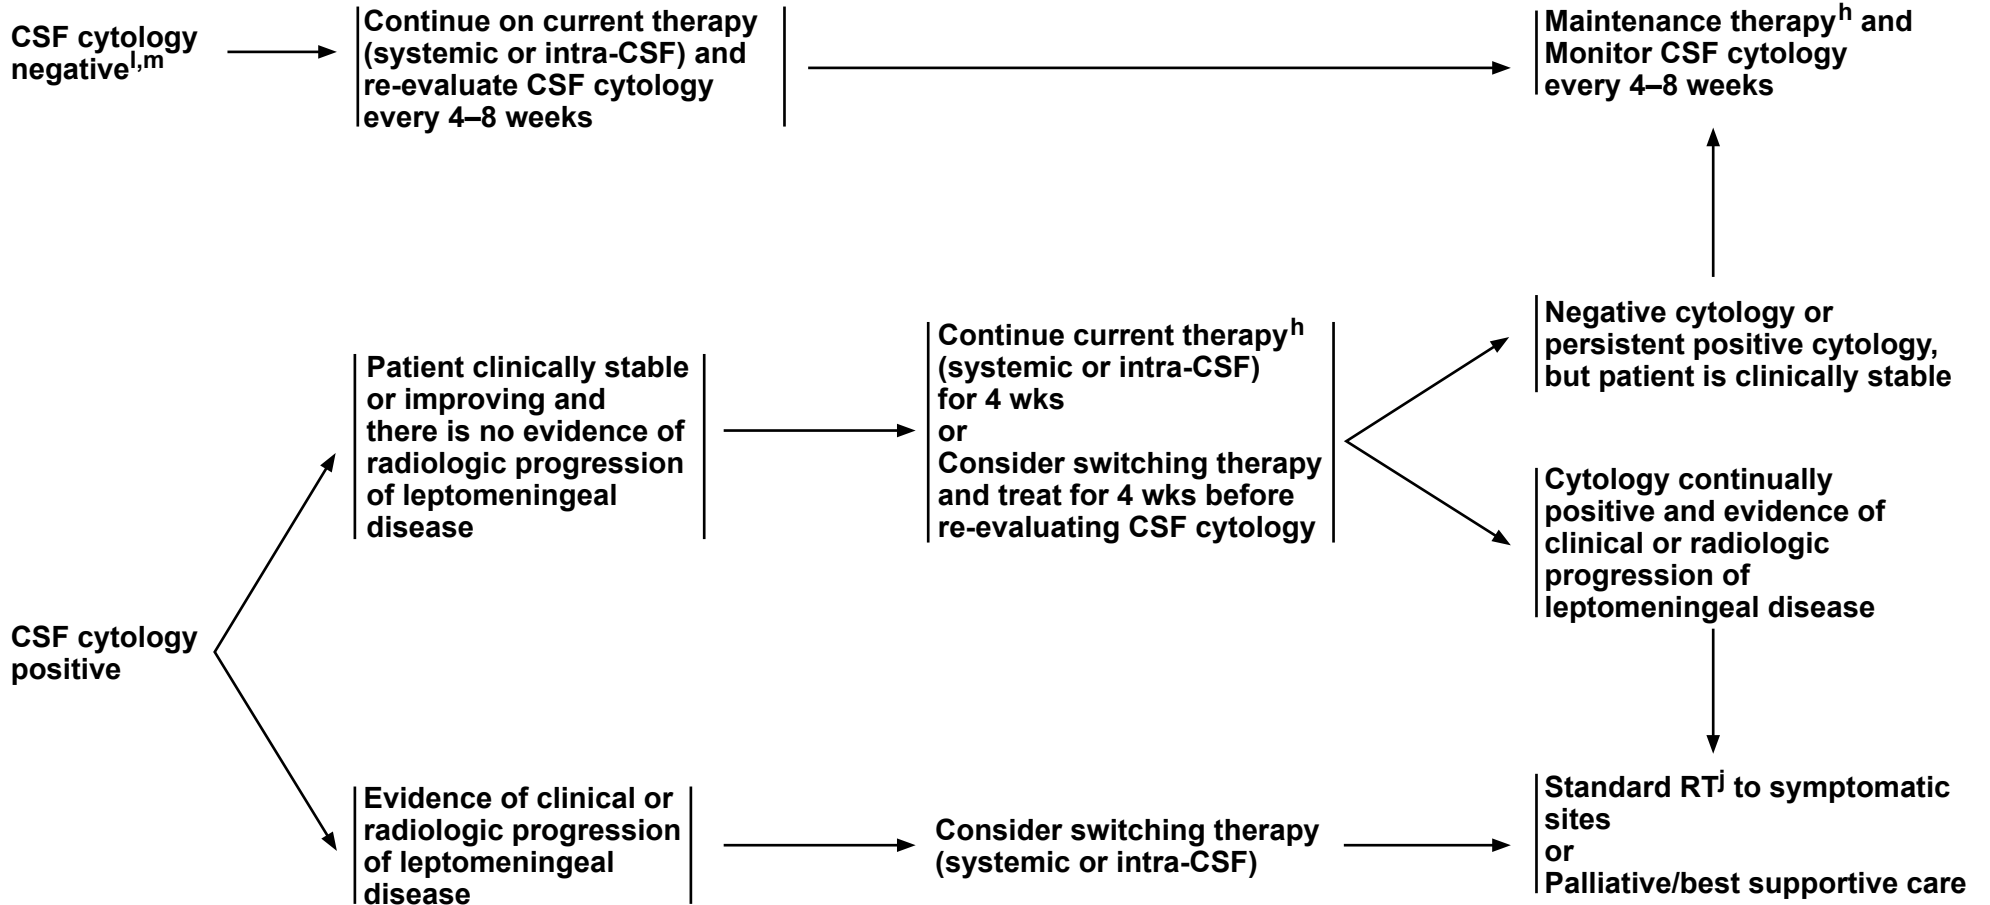 CSF cytology
negativel,m
Continue on current therapy
(systemic or intra-CSF) and
re-evaluate CSF cytology
every 4–8 weeks
Maintenance therapyh and
Monitor CSF cytology
every 4–8 weeks
CSF cytology
positive
Patient clinically stable
or improving and
there is no evidence of
radiologic progression
of leptomeningeal
disease
Continue current therapyh
(systemic or intra-CSF)
for 4 wks
or
Consider switching therapy
and treat for 4 wks before
re-evaluating CSF cytology
Negative cytology or
persistent positive cytology,
but patient is clinically stable
Cytology continually
positive and evidence of
clinical or radiologic
progression of
leptomeningeal disease
Evidence of clinical or
radiologic progression
of leptomeningeal
disease
Consider switching therapy
(systemic or intra-CSF)
Standard RTj to symptomatic
sites
or
Palliative/best supportive care